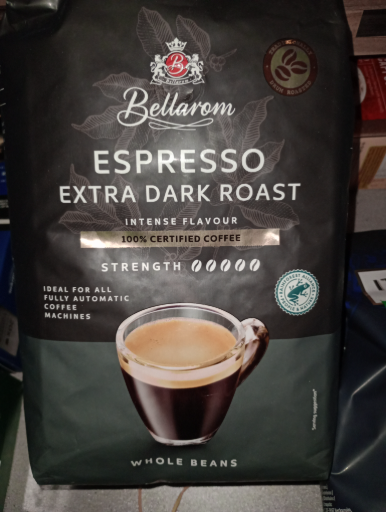 Bellarom
ESPRESSO
EXTRA DARK ROAST
INTENSE FLAVOUR
100% CERTIFIED COFFEE
STRENGTH
IDEAL FOR ALL
FULLY AUTOMATIC
COFFEE
MACHINES
Serving suggestion*
WHOLE BEANS